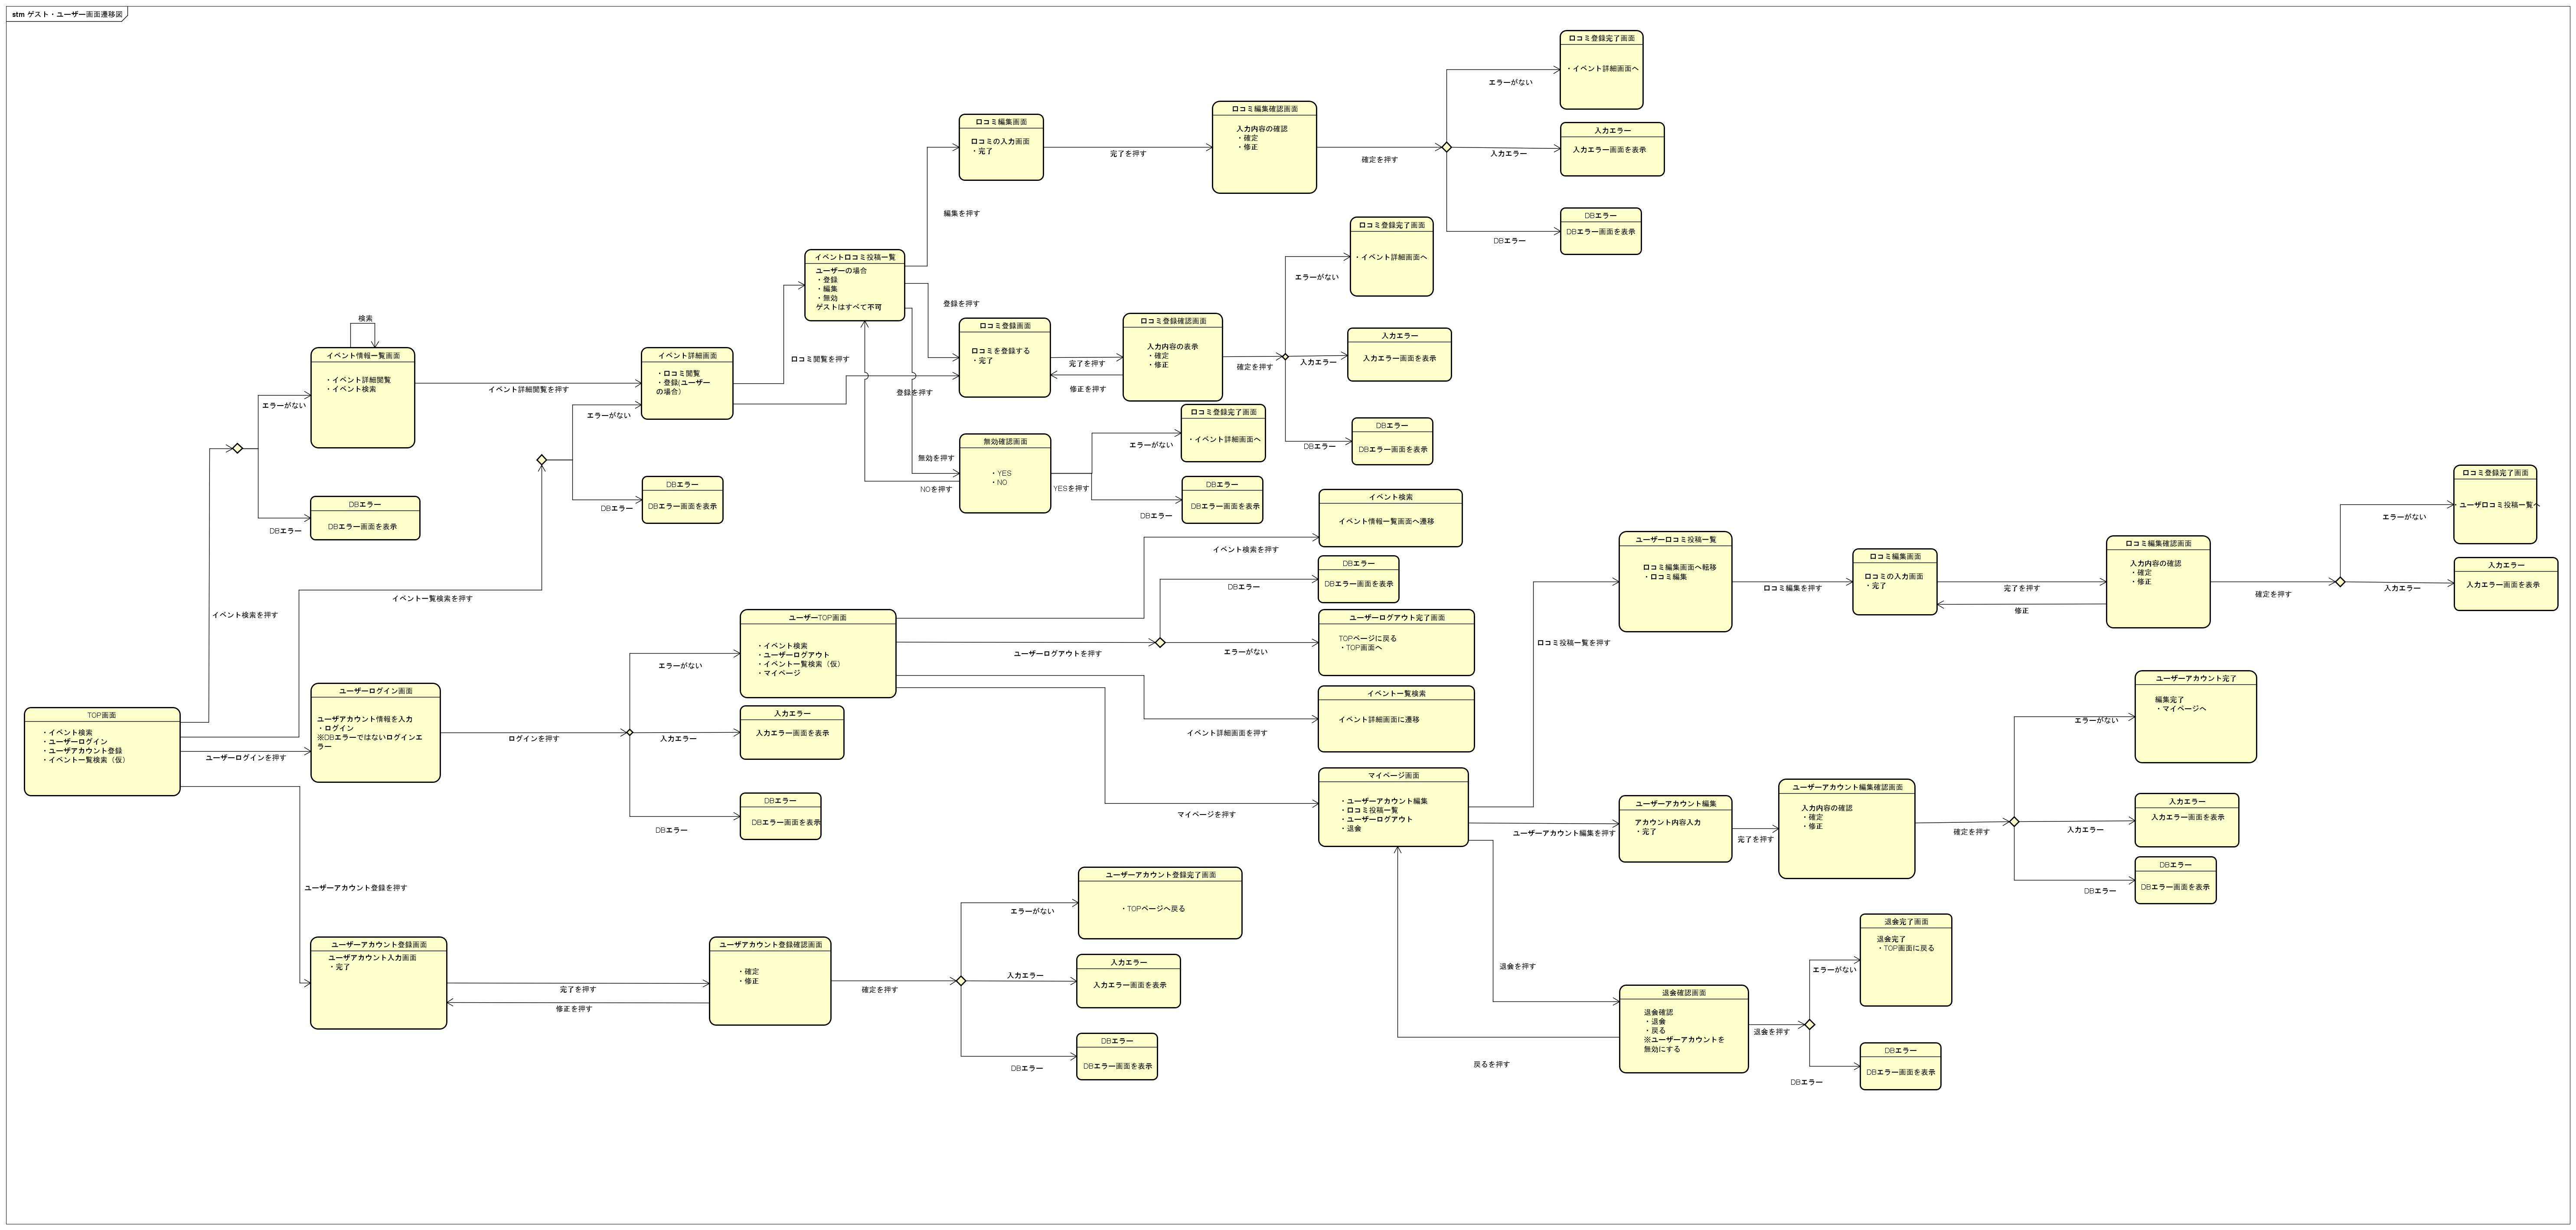 stm ゲスト・ユーザー画面遷移図
口コミ登録完了画面
・イベント詳細画面へ
エラーがない
口コミ編集確認画面
入力内容の確認
・確定
・修正
口コミ編集画面
口コミの入力画面
・完了
完了を押す
確定を押す
入力エラー
入力エラー
入力エラー画面を表示
DBエラー
DBエラー
DBエラー画面を表示
編集を押す
口コミ登録完了画面
・イベント詳細画面へ
エラーがない
イベント口コミ投稿一覧
ユーザーの場合
・登録
・編集
・無効
ゲストはすべて不可
登録を押す
口コミ登録画面
口コミを登録する
・完了
完了を押す
修正を押す
口コミ登録確認画面
入力内容の表示
・確定
・修正
確定を押す
入力エラー
入力エラー
入力エラー画面を表示
DBエラー
DBエラー
DBエラー画面を表示
検索
イベント情報一覧画面
・イベント詳細閲覧
・イベント検索
エラーがない
イベント詳細閲覧を押す
イベント詳細画面
・口コミ閲覧
・登録(ユーザー
の場合)
口コミ閲覧を押す
登録を押す
エラーがない
DBエラー
DBエラー
DBエラー画面を表示
DBエラー
DBエラー
DBエラー画面を表示
無効を押す
NOを押す
無効確認画面
・YES
・NO
YESを押す
エラーがない
口コミ登録完了画面
・イベント詳細画面へ
DBエラー
DBエラー
DBエラー画面を表示
イベント検索を押す
イベント一覧検索を押す
イベント検索
イベント情報一覧画面へ遷移
イベント検索を押す
DBエラー
DBエラー画面を表示
DBエラー
ユーザーTOP画面
・イベント検索
・ユーザーログアウト
・イベント一覧検索（仮）
・マイページ
ユーザーログアウトを押す
エラーがない
ユーザーログアウト完了画面
TOPページに戻る
・TOP画面へ
イベント一覧検索
イベント詳細画面に遷移
イベント詳細画面を押す
マイページを押す
マイページ画面
・ユーザーアカウント編集
・口コミ投稿一覧
・ユーザーログアウト
・退会
口コミ投稿一覧を押す
ユーザー口コミ投稿一覧
口コミ編集画面へ転移
・口コミ編集
口コミ編集を押す
口コミ編集画面
口コミの入力画面
・完了
完了を押す
修正
口コミ編集確認画面
入力内容の確認
・確定
・修正
確定を押す
エラーがない
口コミ登録完了画面
ユーザ口コミ投稿一覧へ
入力エラー
入力エラー
入力エラー画面を表示
TOP画面
・イベント検索
・ユーザーログイン
・ユーザアカウント登録
・イベント一覧検索（仮）
ユーザーログインを押す
ユーザーログイン画面
ユーザアカウント情報を入力
・ログイン
※DBエラーではないログインエ
ラー
ログインを押す
エラーがない
入力エラー
入力エラー
入力エラー画面を表示
DBエラー
DBエラー
DBエラー画面を表示
ユーザーアカウント編集を押す
ユーザーアカウント編集
アカウント内容入力
・完了
完了を押す
ユーザーアカウント編集確認画面
入力内容の確認
・確定
・修正
確定を押す
エラーがない
ユーザーアカウント完了
編集完了
・マイページへ
入力エラー
入力エラー
入力エラー画面を表示
DBエラー
DBエラー
DBエラー画面を表示
ユーザーアカウント登録を押す
ユーザーアカウント登録画面
ユーザアカウント入力画面
・完了
完了を押す
修正を押す
ユーザアカウント登録確認画面
・確定
・修正
確定を押す
エラーがない
ユーザーアカウント登録完了画面
・TOPページへ戻る
入力エラー
入力エラー
入力エラー画面を表示
DBエラー
DBエラー
DBエラー画面を表示
退会を押す
戻るを押す
退会確認画面
退会確認
・退会
・戻る
※ユーザーアカウントを
無効にする
退会を押す
エラーがない
退会完了画面
退会完了
・TOP画面に戻る
DBエラー
DBエラー
DBエラー画面を表示